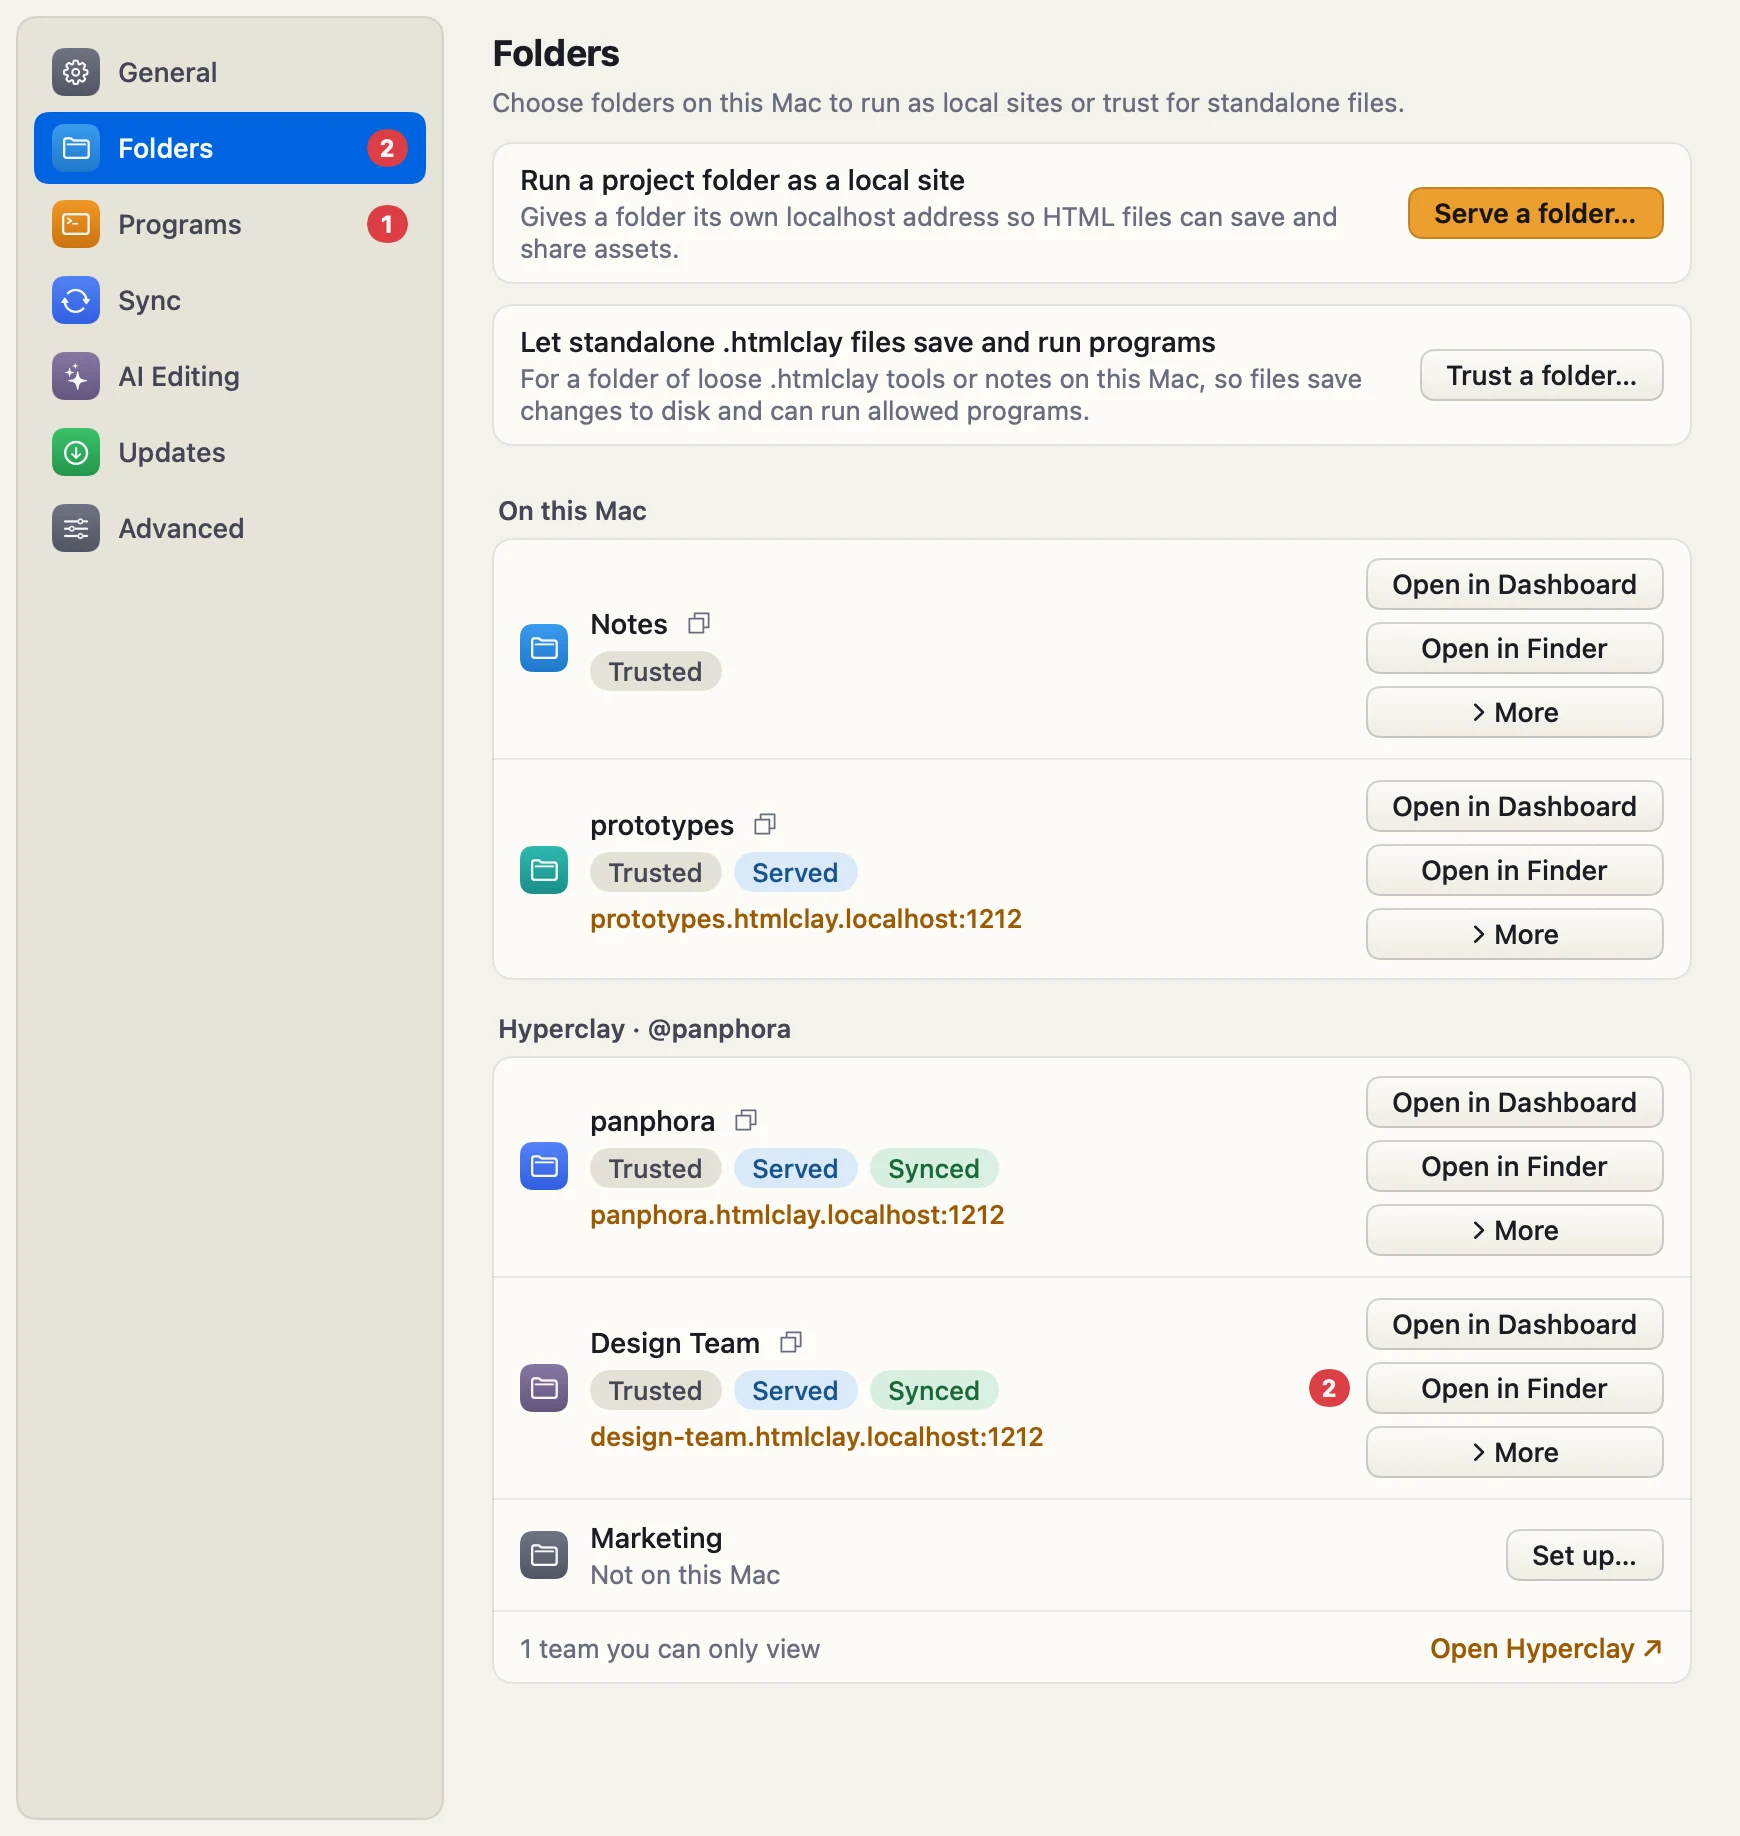 General
Folders
2
Programs
1
Sync
AI Editing
Updates
Advanced
Folders
Choose folders on this Mac to run as local sites or trust for standalone files.
Run a project folder as a local site
Gives a folder its own localhost address so HTML files can save and
share assets.
Serve a folder...
Let standalone .htmlclay files save and run programs
For a folder of loose .htmlclay tools or notes on this Mac, so files save
changes to disk and can run allowed programs.
Trust a folder...
On this Mac
Notes
Trusted
Open in Dashboard
Open in Finder
> More
prototypes
Trusted Served
prototypes.htmlclay.localhost:1212
Open in Dashboard
Open in Finder
> More
Hyperclay · @panphora
panphora
Trusted Served Synced
panphora.htmlclay.localhost:1212
Open in Dashboard
Open in Finder
> More
Design Team
Trusted Served Synced
design-team.htmlclay.localhost:1212
2
Open in Dashboard
Open in Finder
> More
Marketing
Not on this Mac
Set up...
1 team you can only view
Open Hyperclay ↗